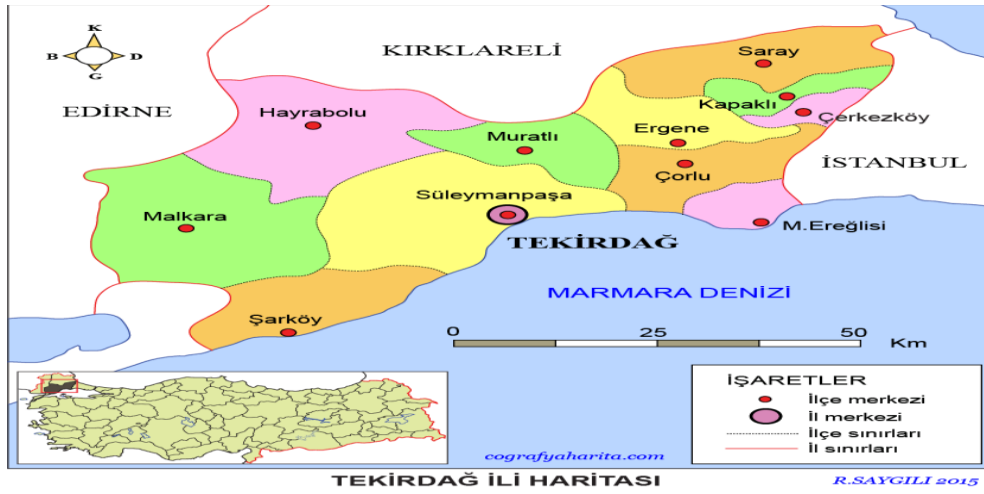 K
B D
G
KIRKLARELİ
EDİRNE
Saray
Kapaklı
Çerkezköy
Hayrabolu
Muratlı
Ergene
İSTANBUL
Çorlu
Süleymanpaşa
Malkara
M.Ereğlisi
TEKİRDAĞ
MARMARA DENİZİ
Şarköy
0 25 50
Km
İŞARETLER
İlçe merkezi
İl merkezi
İlçe sınırları
İl sınırları
cografyaharita.com
TEKİRDAĞ İLİ HARİTASI
R.SAYGILI 2015